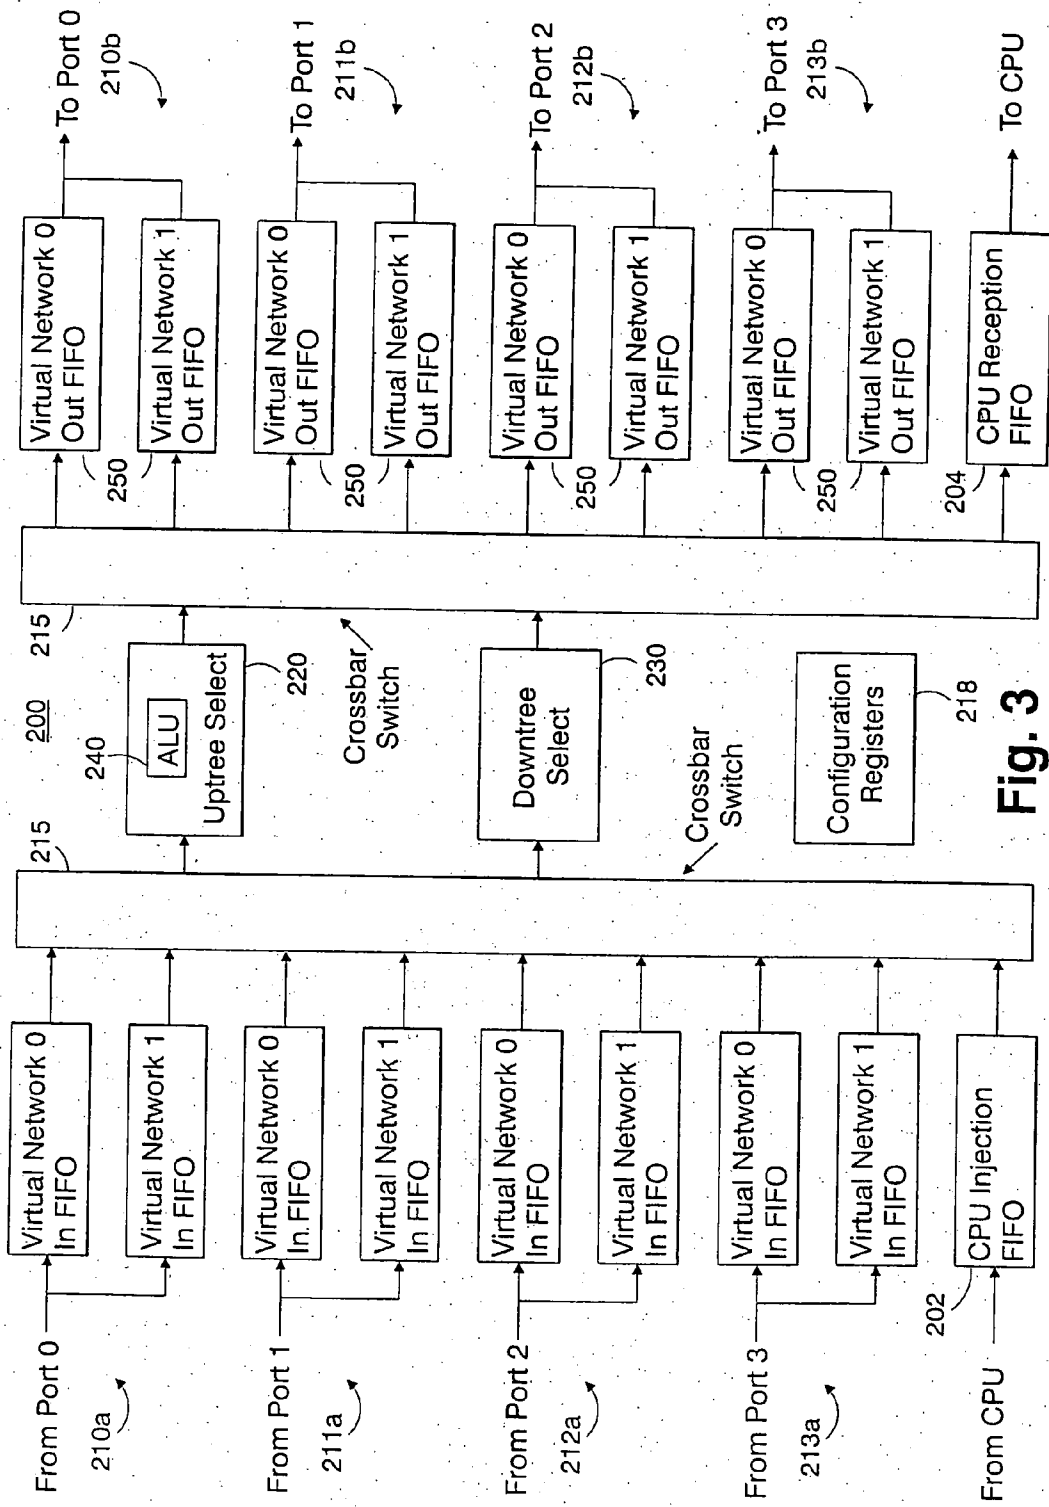 200
From Port 0
210a
Virtual Network 0
In FIFO
Virtual Network 1
In FIFO
From Port 1
211a
Virtual Network 0
In FIFO
Virtual Network 1
In FIFO
From Port 2
212a
Virtual Network 0
In FIFO
Virtual Network 1
In FIFO
From Port 3
213a
Virtual Network 0
In FIFO
Virtual Network 1
In FIFO
From CPU
202
CPU Injection
FIFO
215
Crossbar
Switch
240
ALU
Uptree Select
220
Downtree
Select
230
Configuration
Registers
218
215
Crossbar
Switch
Virtual Network 0
Out FIFO
250
Virtual Network 1
Out FIFO
To Port 0
210b
Virtual Network 0
Out FIFO
250
Virtual Network 1
Out FIFO
To Port 1
211b
Virtual Network 0
Out FIFO
250
Virtual Network 1
Out FIFO
To Port 2
212b
Virtual Network 0
Out FIFO
250
Virtual Network 1
Out FIFO
To Port 3
213b
204
CPU Reception
FIFO
To CPU
Fig. 3